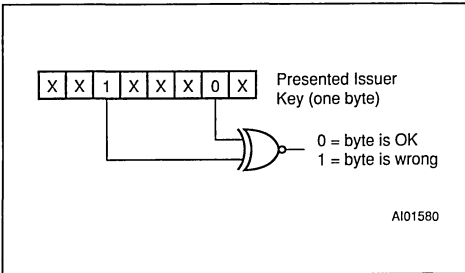 X X 1 X X X 0 X
Presented Issuer
Key (one byte)
0 = byte is OK
1 = byte is wrong
AI01580